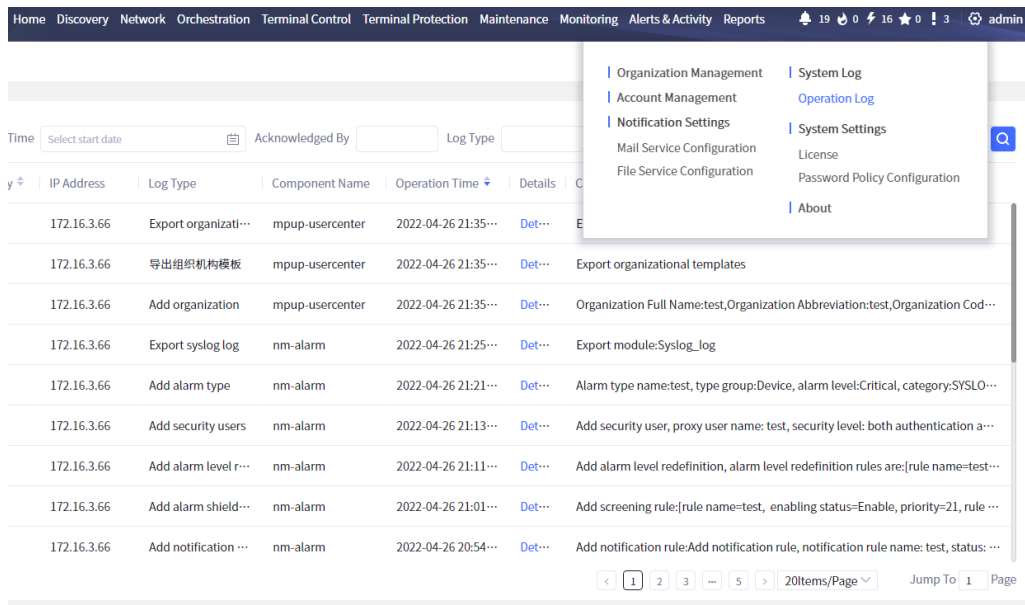 Home Discovery Network Orchestration Terminal Control Terminal Protection Maintenance Monitoring Alerts & Activity Reports 19 0 16 0 3 admin
Organization Management System Log
Account Management Operation Log
Notification Settings System Settings
Mail Service Configuration License
File Service Configuration Password Policy Configuration
About
Time Select start date Acknowledged By Log Type
y IP Address Log Type Component Name Operation Time Details C
172.16.3.66 Export organizati··· mpup-usercenter 2022-04-26 21:35··· Det··· E
172.16.3.66 导出组织机构模板 mpup-usercenter 2022-04-26 21:35··· Det··· Export organizational templates
172.16.3.66 Add organization mpup-usercenter 2022-04-26 21:35··· Det··· Organization Full Name:test,Organization Abbreviation:test,Organization Cod···
172.16.3.66 Export syslog log nm-alarm 2022-04-26 21:25··· Det··· Export module:Syslog_log
172.16.3.66 Add alarm type nm-alarm 2022-04-26 21:21··· Det··· Alarm type name:test, type group:Device, alarm level:Critical, category:SYSLO···
172.16.3.66 Add security users nm-alarm 2022-04-26 21:13··· Det··· Add security user, proxy user name: test, security level: both authentication a···
172.16.3.66 Add alarm level r··· nm-alarm 2022-04-26 21:11··· Det··· Add alarm level redefinition, alarm level redefinition rules are:[rule name=test···
172.16.3.66 Add alarm shield··· nm-alarm 2022-04-26 21:01··· Det··· Add screening rule:[rule name=test, enabling status=Enable, priority=21, rule ···
172.16.3.66 Add notification ··· nm-alarm 2022-04-26 20:54··· Det··· Add notification rule:Add notification rule, notification rule name: test, status: ···
< 1 2 3 ··· 5 > 20Items/Page Jump To 1 Page